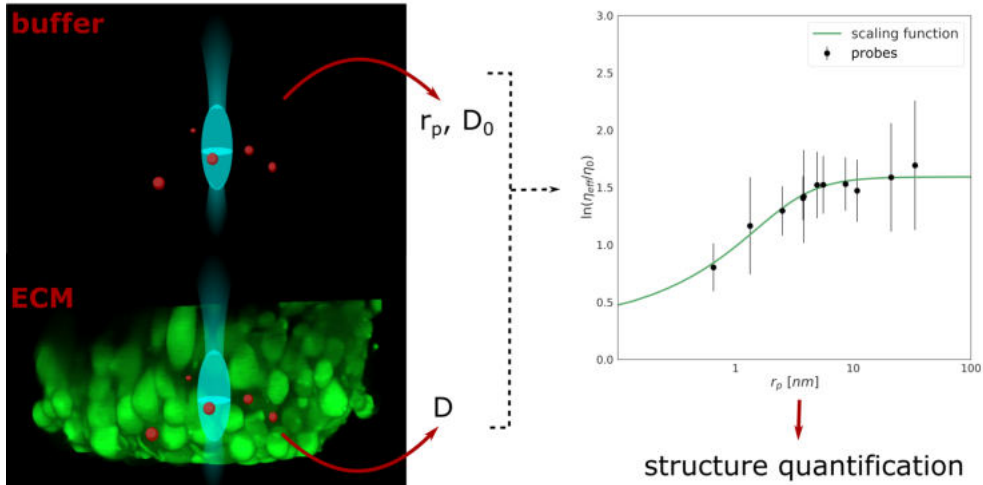 buffer
r_p, D_0
ECM
D
3.0
2.5
2.0
1.5
1.0
0.5
0.0
ln(η_eff/η_0)
scaling function
probes
1
10
100
r_p [nm]
structure quantification